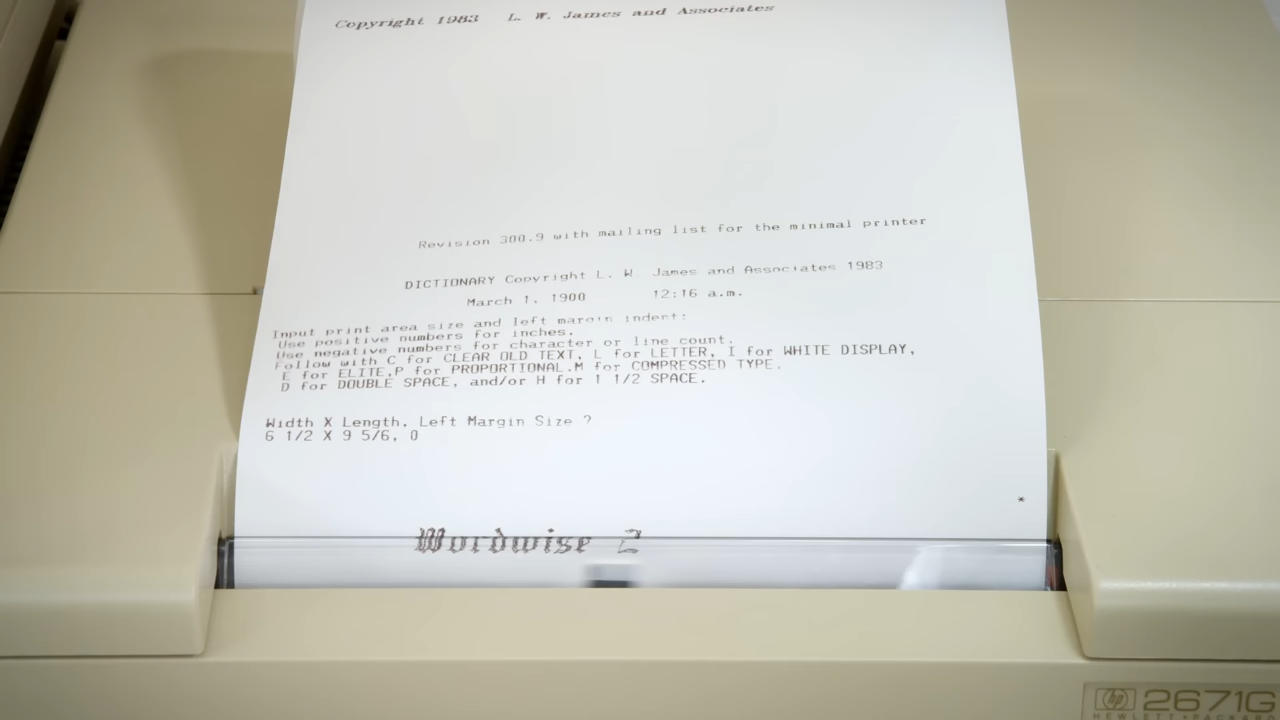 Copyright 1983 L. W. James and Associates
Revision 300.9 with mailing list for the minimal printer
DICTIONARY Copyright L. W James and Associates 1983
March 1, 1900 12:16 a.m.
Input print area size and left margin indent:
Use positive numbers for inches.
Use negative numbers for character or line count.
Follow with C for CLEAR OLD TEXT, L for LETTER, I for WHITE DISPLAY,
E for ELITE,P for PROPORTIONAL,M for COMPRESSED TYPE.
D for DOUBLE SPACE, and/or H for 1 1/2 SPACE.
Width X Length, Left Margin Size ?
6 1/2 X 9 5/6, 0
*
Wordwise 2
hp 2671G
HEWLETT-PACKARD